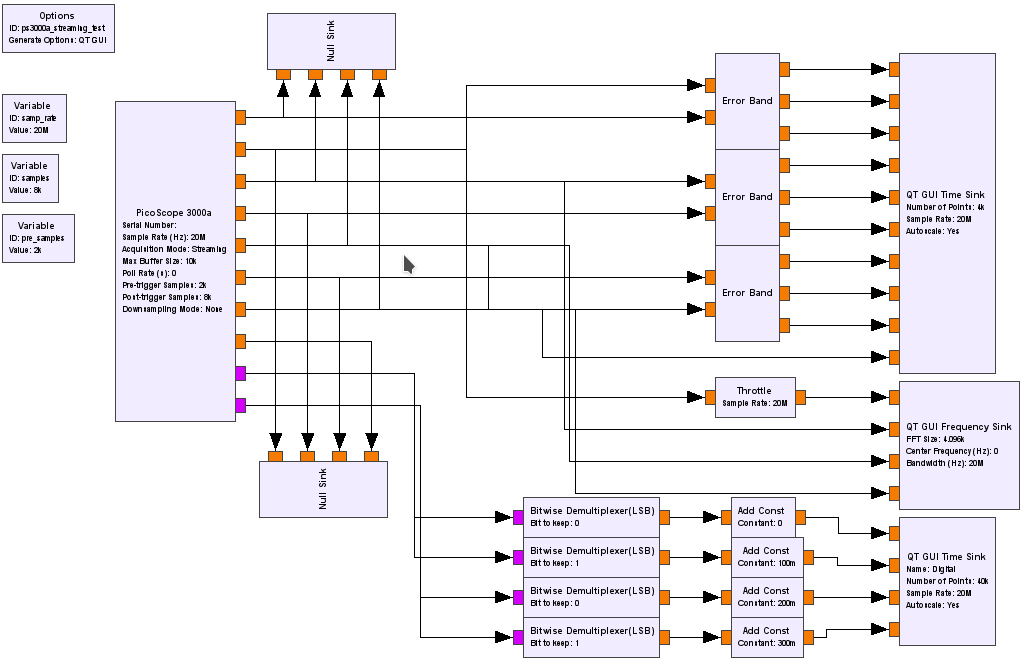 Options
ID: ps3000a_streaming_test
Generate Options: QT GUI
Variable
ID: samp_rate
Value: 20M
Variable
ID: samples
Value: 8k
Variable
ID: pre_samples
Value: 2k
Null Sink
PicoScope 3000a
Serial Number:
Sample Rate (Hz): 20M
Acquisition Mode: Streaming
Max Buffer Size: 10k
Poll Rate (s): 0
Pre-trigger Samples: 2k
Post-trigger Samples: 8k
Downsampling Mode: None
Null Sink
Error Band
Error Band
Error Band
QT GUI Time Sink
Number of Points: 4k
Sample Rate: 20M
Autoscale: Yes
Throttle
Sample Rate: 20M
QT GUI Frequency Sink
FFT Size: 4.096k
Center Frequency (Hz): 0
Bandwidth (Hz): 20M
Bitwise Demultiplexer(LSB)
Bit to keep: 0
Bitwise Demultiplexer(LSB)
Bit to keep: 1
Bitwise Demultiplexer(LSB)
Bit to keep: 0
Bitwise Demultiplexer(LSB)
Bit to keep: 1
Add Const
Constant: 0
Add Const
Constant: 100m
Add Const
Constant: 200m
Add Const
Constant: 300m
QT GUI Time Sink
Name: Digital
Number of Points: 40k
Sample Rate: 20M
Autoscale: Yes